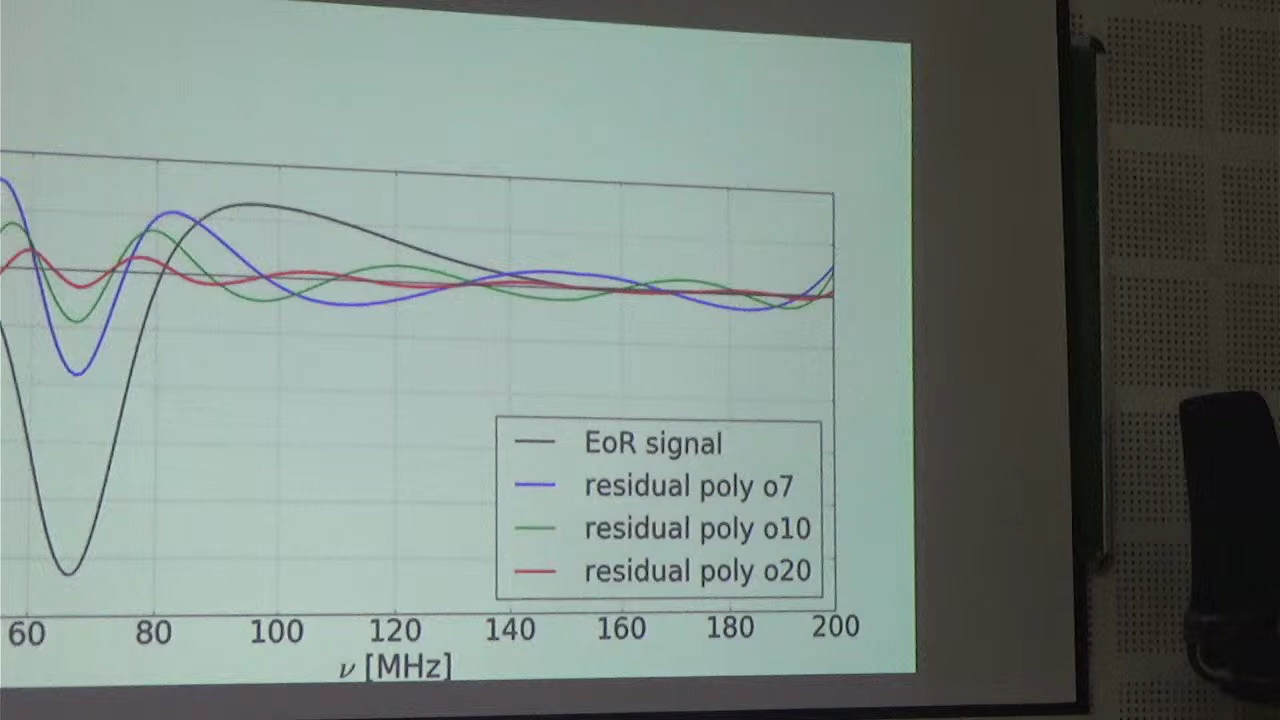 EoR signal
residual poly o7
residual poly o10
residual poly o20
60 80 100 120 140 160 180 200
ν [MHz]